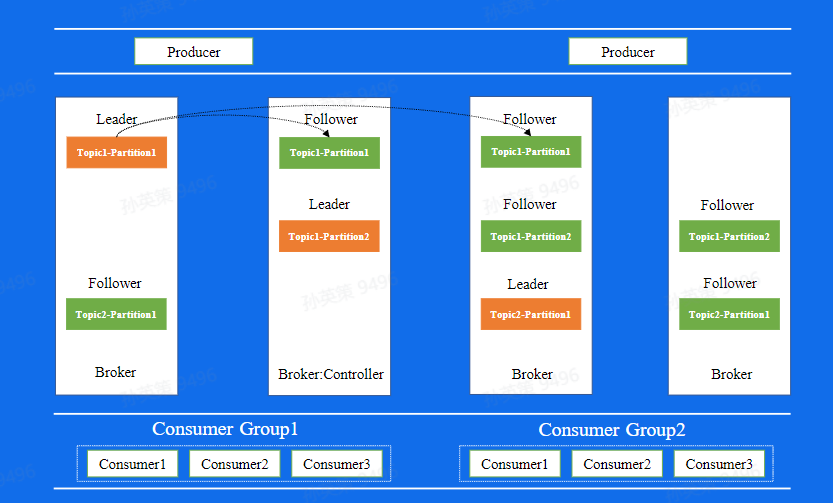 Producer
Producer
Leader
Follower
Follower
Topic1-Partition1
Topic1-Partition1
Topic1-Partition1
Leader
Follower
Follower
Topic1-Partition2
Topic1-Partition2
Topic1-Partition2
Follower
Leader
Follower
Topic2-Partition1
Topic2-Partition1
Topic2-Partition1
Broker
Broker:Controller
Broker
Broker
Consumer Group1
Consumer Group2
Consumer1
Consumer2
Consumer3
Consumer1
Consumer2
Consumer3
孙英策 9496